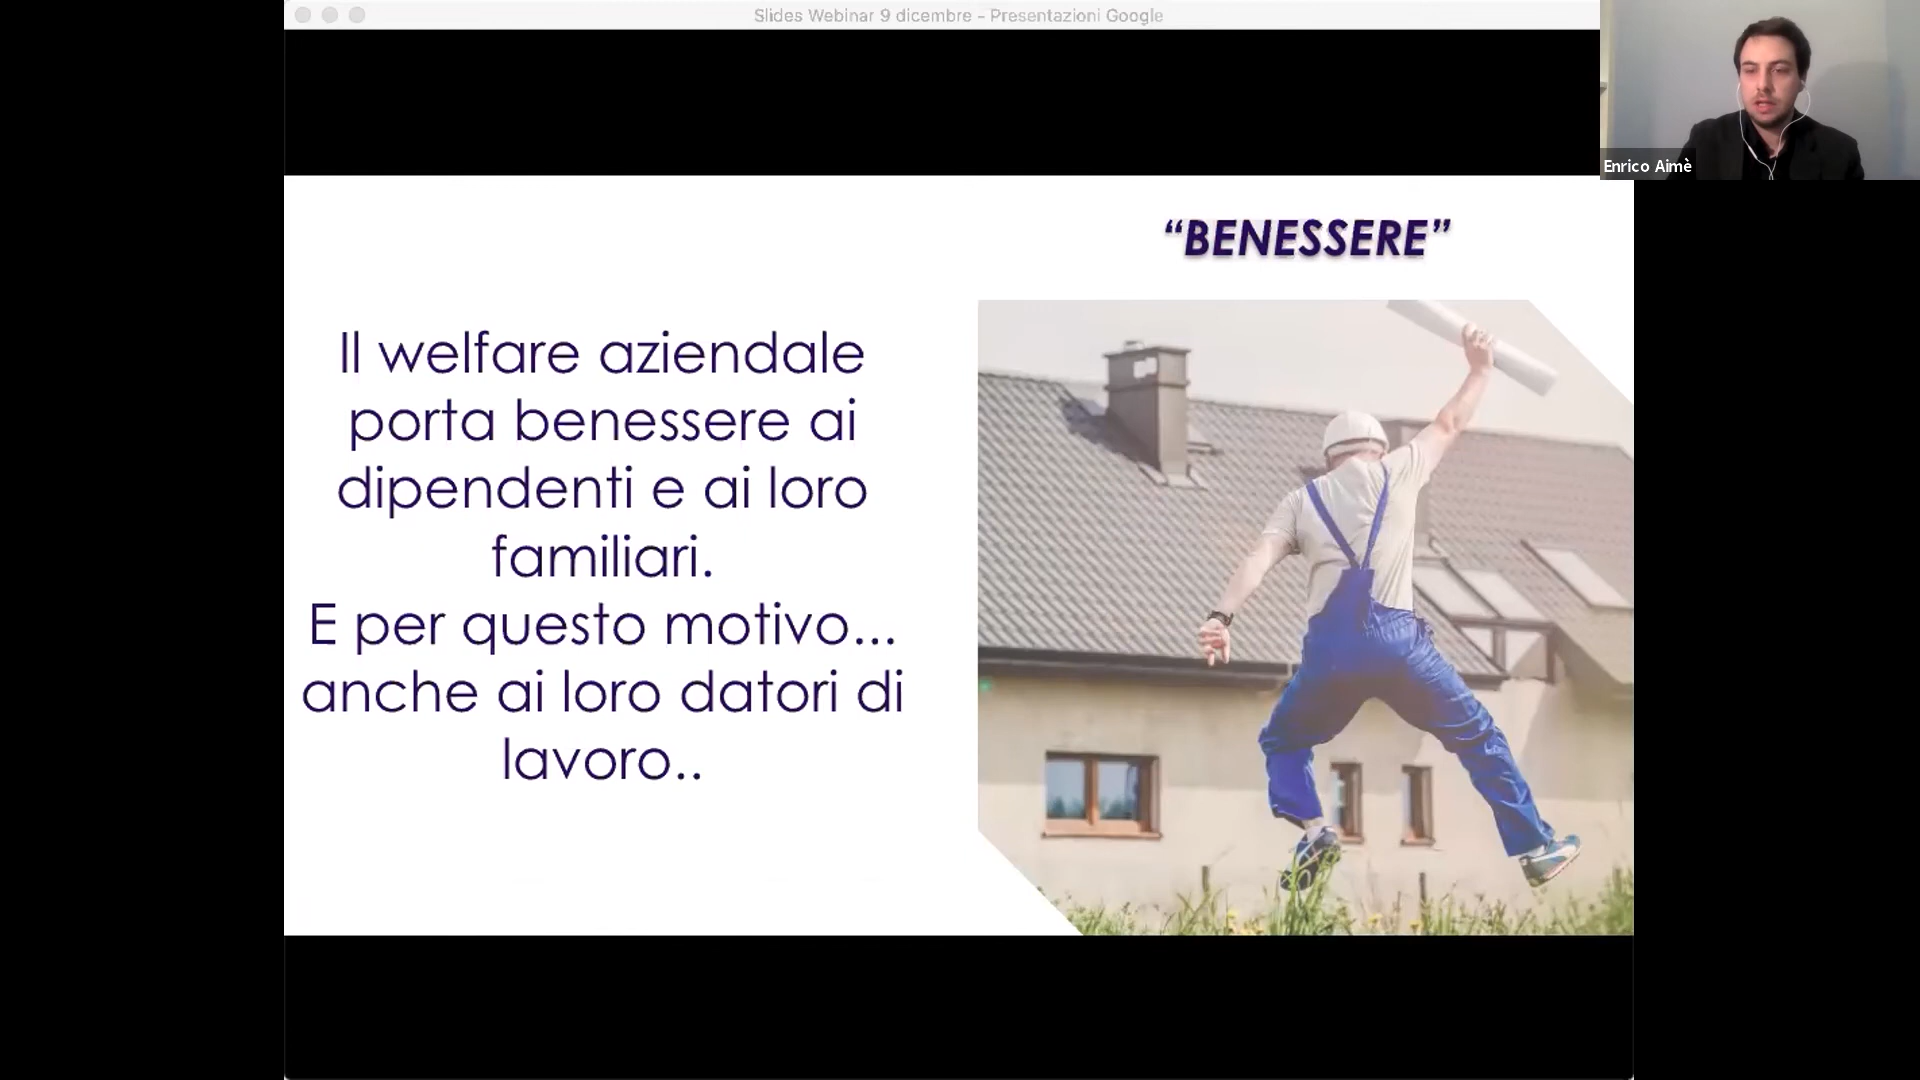 Slides Webinar 9 dicembre – Presentazioni Google
Enrico Aimè
“BENESSERE”
Il welfare aziendale
porta benessere ai
dipendenti e ai loro
familiari.
E per questo motivo...
anche ai loro datori di
lavoro..